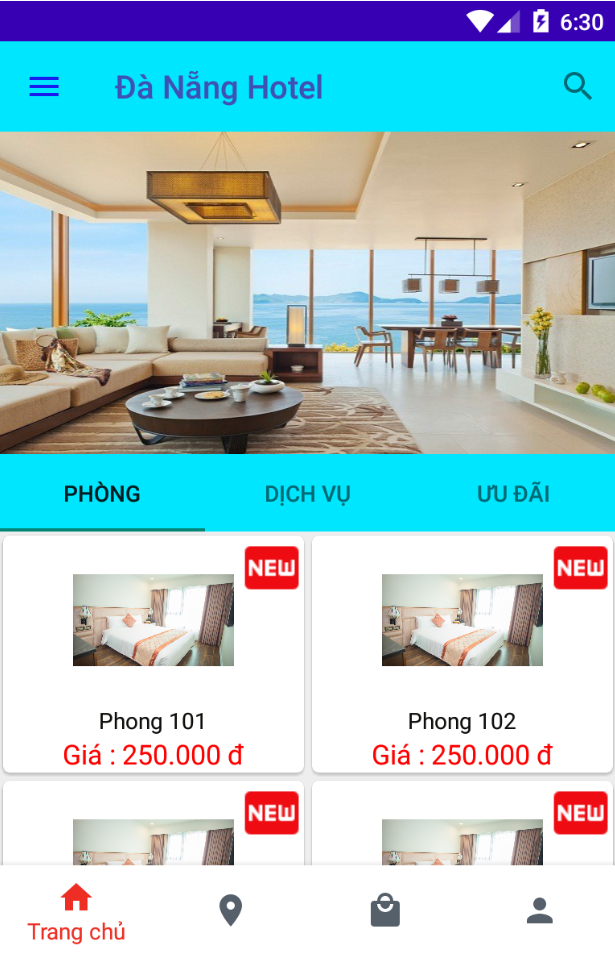 6:30
Đà Nẵng Hotel
PHÒNG DỊCH VỤ ƯU ĐÃI
NEW NEW
Phong 101 Phong 102
Giá : 250.000 đ Giá : 250.000 đ
NEW NEW
Trang chủ